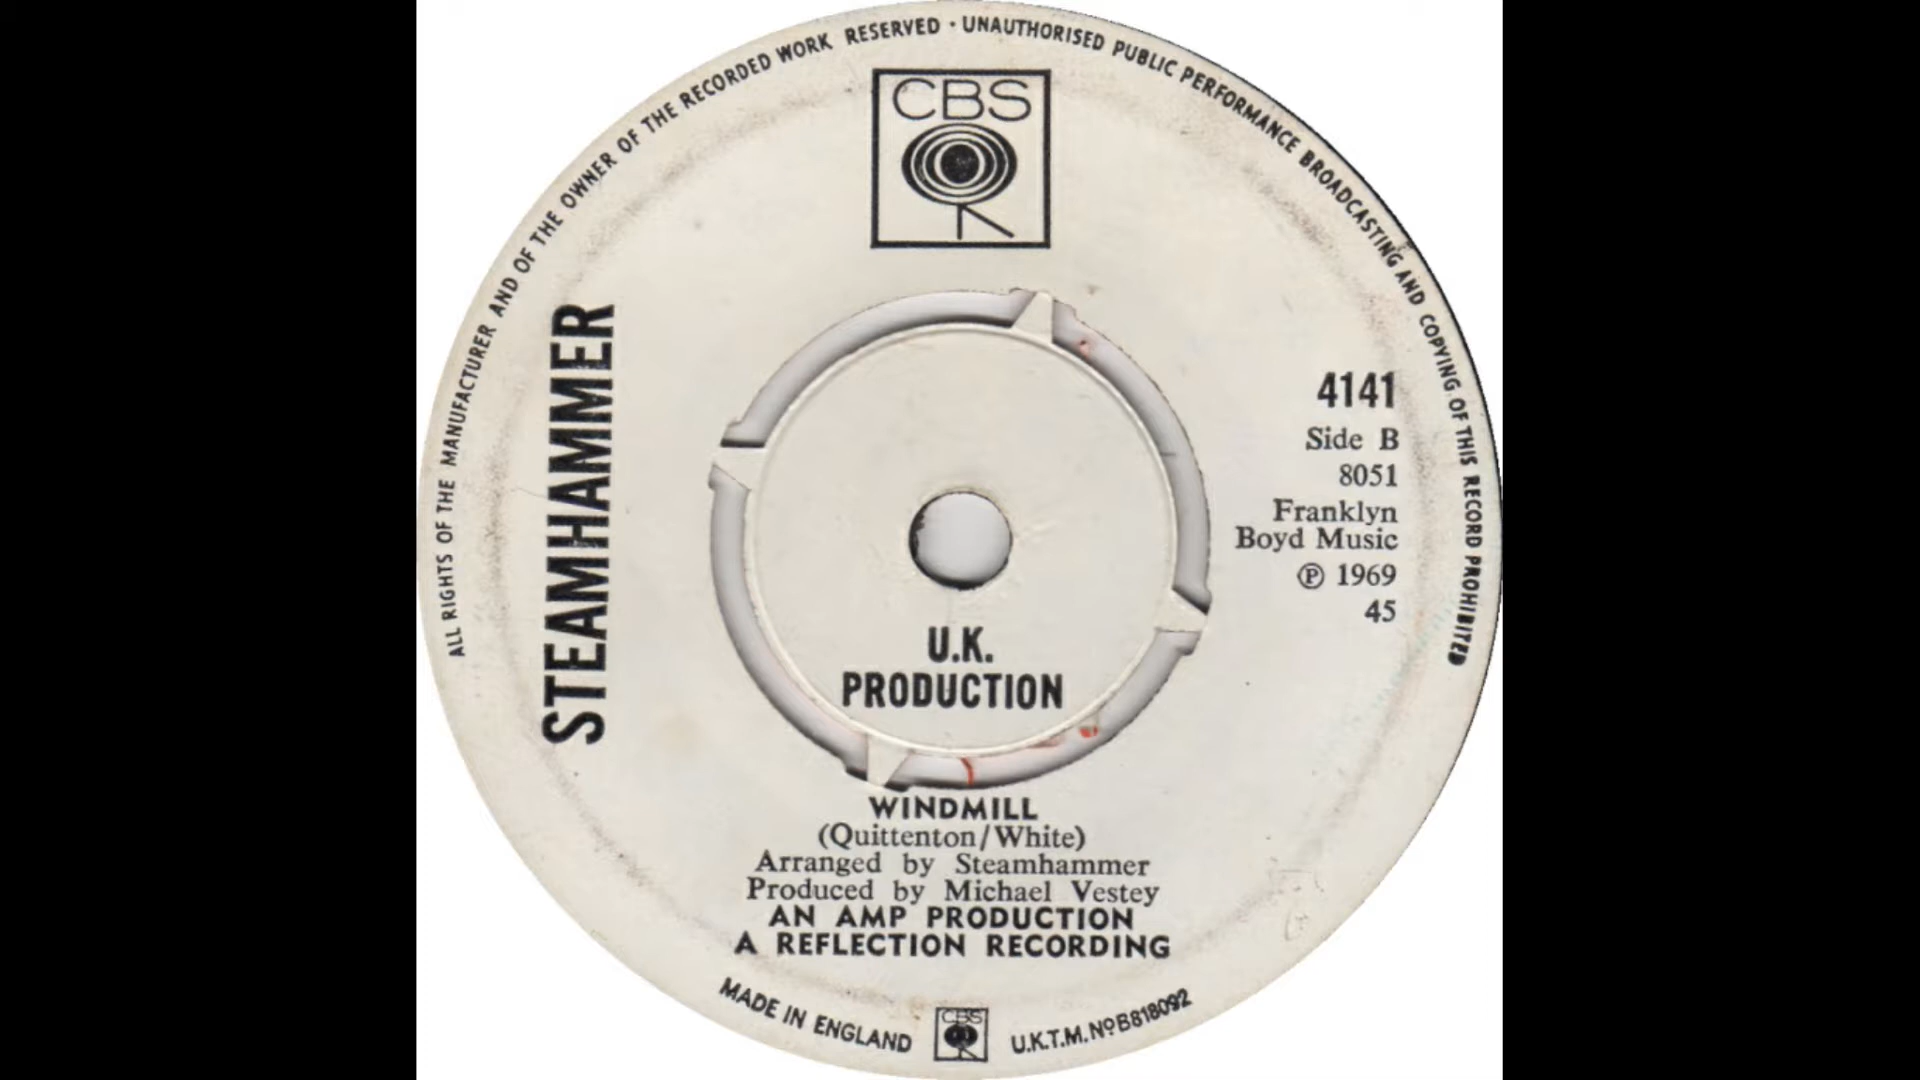 ALL RIGHTS OF THE MANUFACTURER AND OF THE OWNER OF THE RECORDED WORK RESERVED · UNAUTHORISED PUBLIC PERFORMANCE BROADCASTING AND COPYING OF THIS RECORD PROHIBITED
CBS
STEAMHAMMER
4141
Side B
8051
Franklyn
Boyd Music
℗ 1969
45
U.K.
PRODUCTION
WINDMILL
(Quittenton/White)
Arranged by Steamhammer
Produced by Michael Vestey
AN AMP PRODUCTION
A REFLECTION RECORDING
MADE IN ENGLAND
CBS
U.K.T.M. Nº B818092